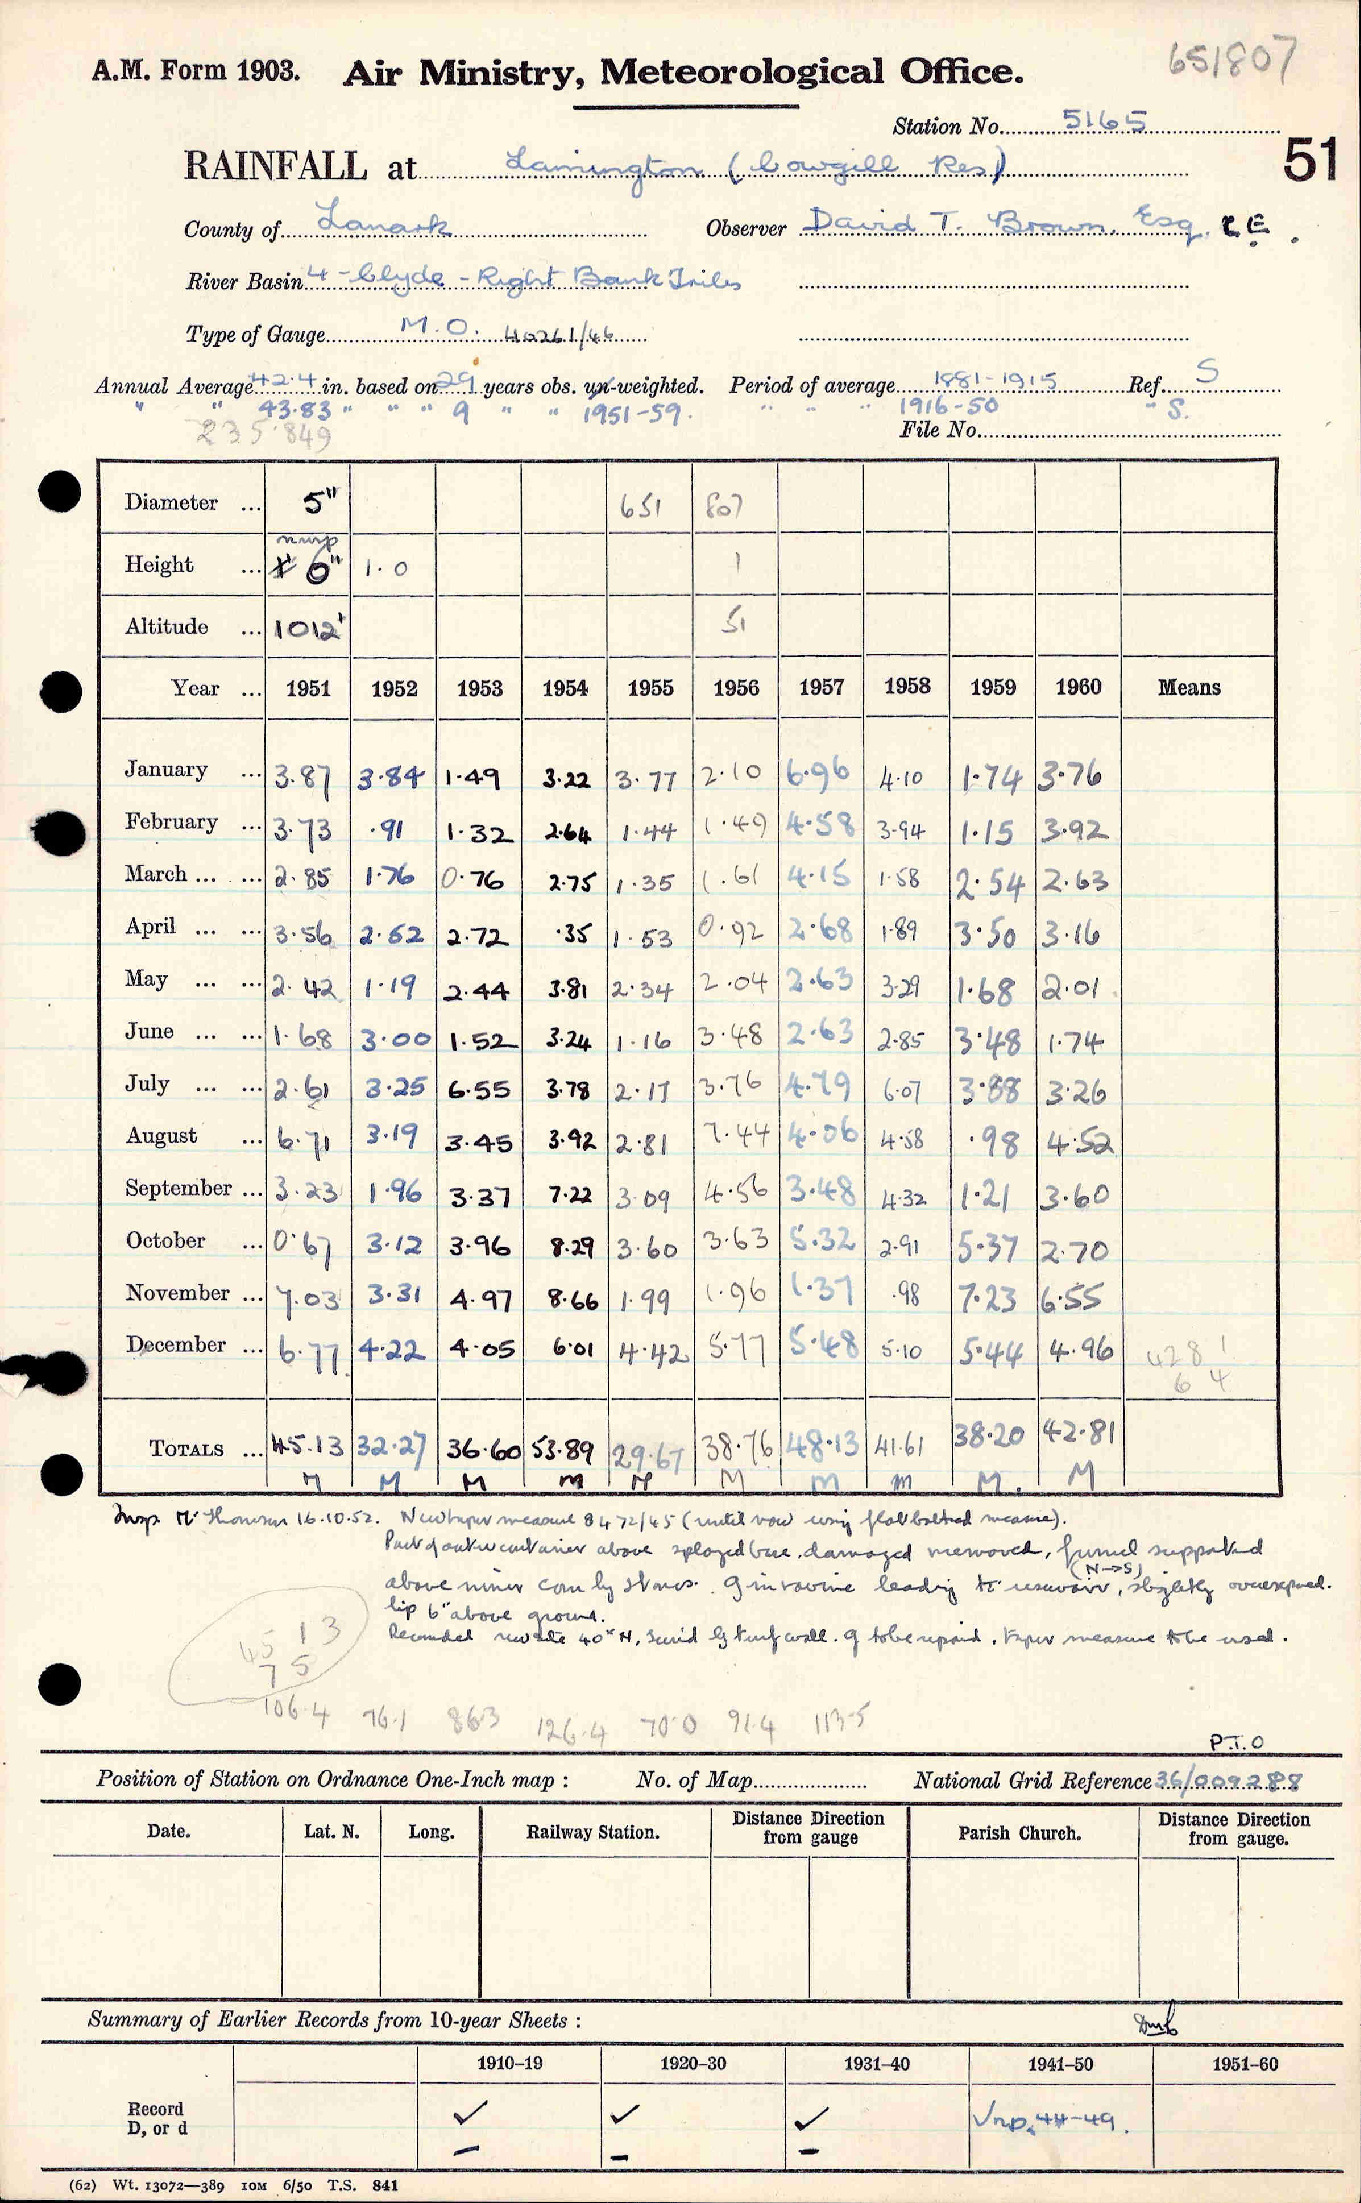 651807
A.M. Form 1903. Air Ministry, Meteorological Office.
Station No. 5165
51
RAINFALL at Lamington (Cowgill Res)
County of Lanark Observer David T. Brown, Esq. C.E.
River Basin 4 - Clyde - Right Bank Tribs
Type of Gauge M.O. 40261/46
Annual Average 42.4 in. based on 29 years obs. un-weighted. Period of average 1881-1915 Ref. S
" " 43.83 " " " 9 " " 1951-59. " " " 1916-50 " S.
235.849
File No.
Diameter ... 5" 651 807
Height ... 1' 6" 1.0 1
Altitude ... 1012' 51
Year ... 1951 1952 1953 1954 1955 1956 1957 1958 1959 1960 Means
January ... 3.87 3.84 1.49 3.22 3.77 2.10 6.96 4.10 1.74 3.76
February ... 3.73 .91 1.32 2.64 1.44 1.49 4.58 3.94 1.15 3.92
March ... ... 2.85 1.76 0.76 2.75 1.35 1.61 4.15 1.58 2.54 2.63
April ... ... 3.56 2.52 2.72 .35 1.53 0.92 2.68 1.89 3.50 3.16
May ... ... 2.42 1.19 2.44 3.81 2.34 2.04 2.63 3.29 1.68 2.01
June ... ... 1.68 3.00 1.52 3.24 1.16 3.48 2.63 2.85 3.48 1.74
July ... ... 2.61 3.25 6.55 3.78 2.17 3.76 4.79 6.07 3.88 3.26
August ... 6.71 3.19 3.45 3.92 2.81 7.44 4.06 4.58 .98 4.52
September ... 3.23 1.96 3.37 7.22 3.09 4.56 3.48 4.32 1.21 3.60
October ... 0.67 3.12 3.96 8.29 3.60 3.63 5.32 2.91 5.37 2.70
November ... 7.03 3.31 4.97 8.66 1.99 1.96 1.37 .98 7.23 6.55
December ... 6.77 4.22 4.05 6.01 4.42 5.77 5.48 5.10 5.44 4.96 4281
64
TOTALS ... 45.13 32.27 36.60 53.89 29.67 38.76 48.13 41.61 38.20 42.81
M M M M M M M M M. M
Insp Mr Thomson 16.10.52. New taper measure 8472/45 (until now using flat bottomed measure).
Part of outer container above splayed base, damaged removed, funnel supported
(N→S)
above inner can by stones. g in ravine leading to reservoir, slightly overexposed.
lip 6" above ground.
new site 40x N, by turf wall. g to be repaired. Taper measure to be used.
4513
75
106.4 76.1 86.3 126.4 70.0 91.4 113.5
P.T.O
Position of Station on Ordnance One-Inch map : No. of Map National Grid Reference 36/009288
Date. Lat. N. Long. Railway Station. Distance Direction from gauge Parish Church. Distance Direction from gauge.
Summary of Earlier Records from 10-year Sheets :
1910-19 1920-30 1931-40 1941-50 1951-60
Record
D, or d ✓ ✓ ✓ ✓ 44-49.
– – –
(62) Wt. 13072—389 10M 6/50 T.S. 841